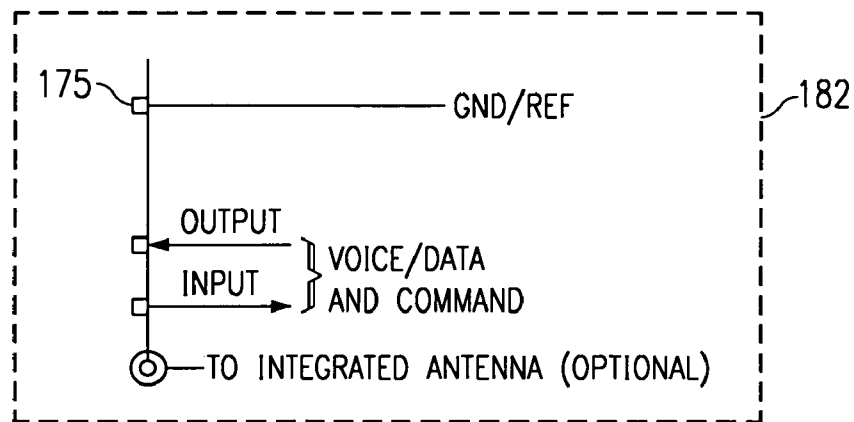 175
GND/REF
182
OUTPUT
INPUT
VOICE/DATA
AND COMMAND
TO INTEGRATED ANTENNA (OPTIONAL)